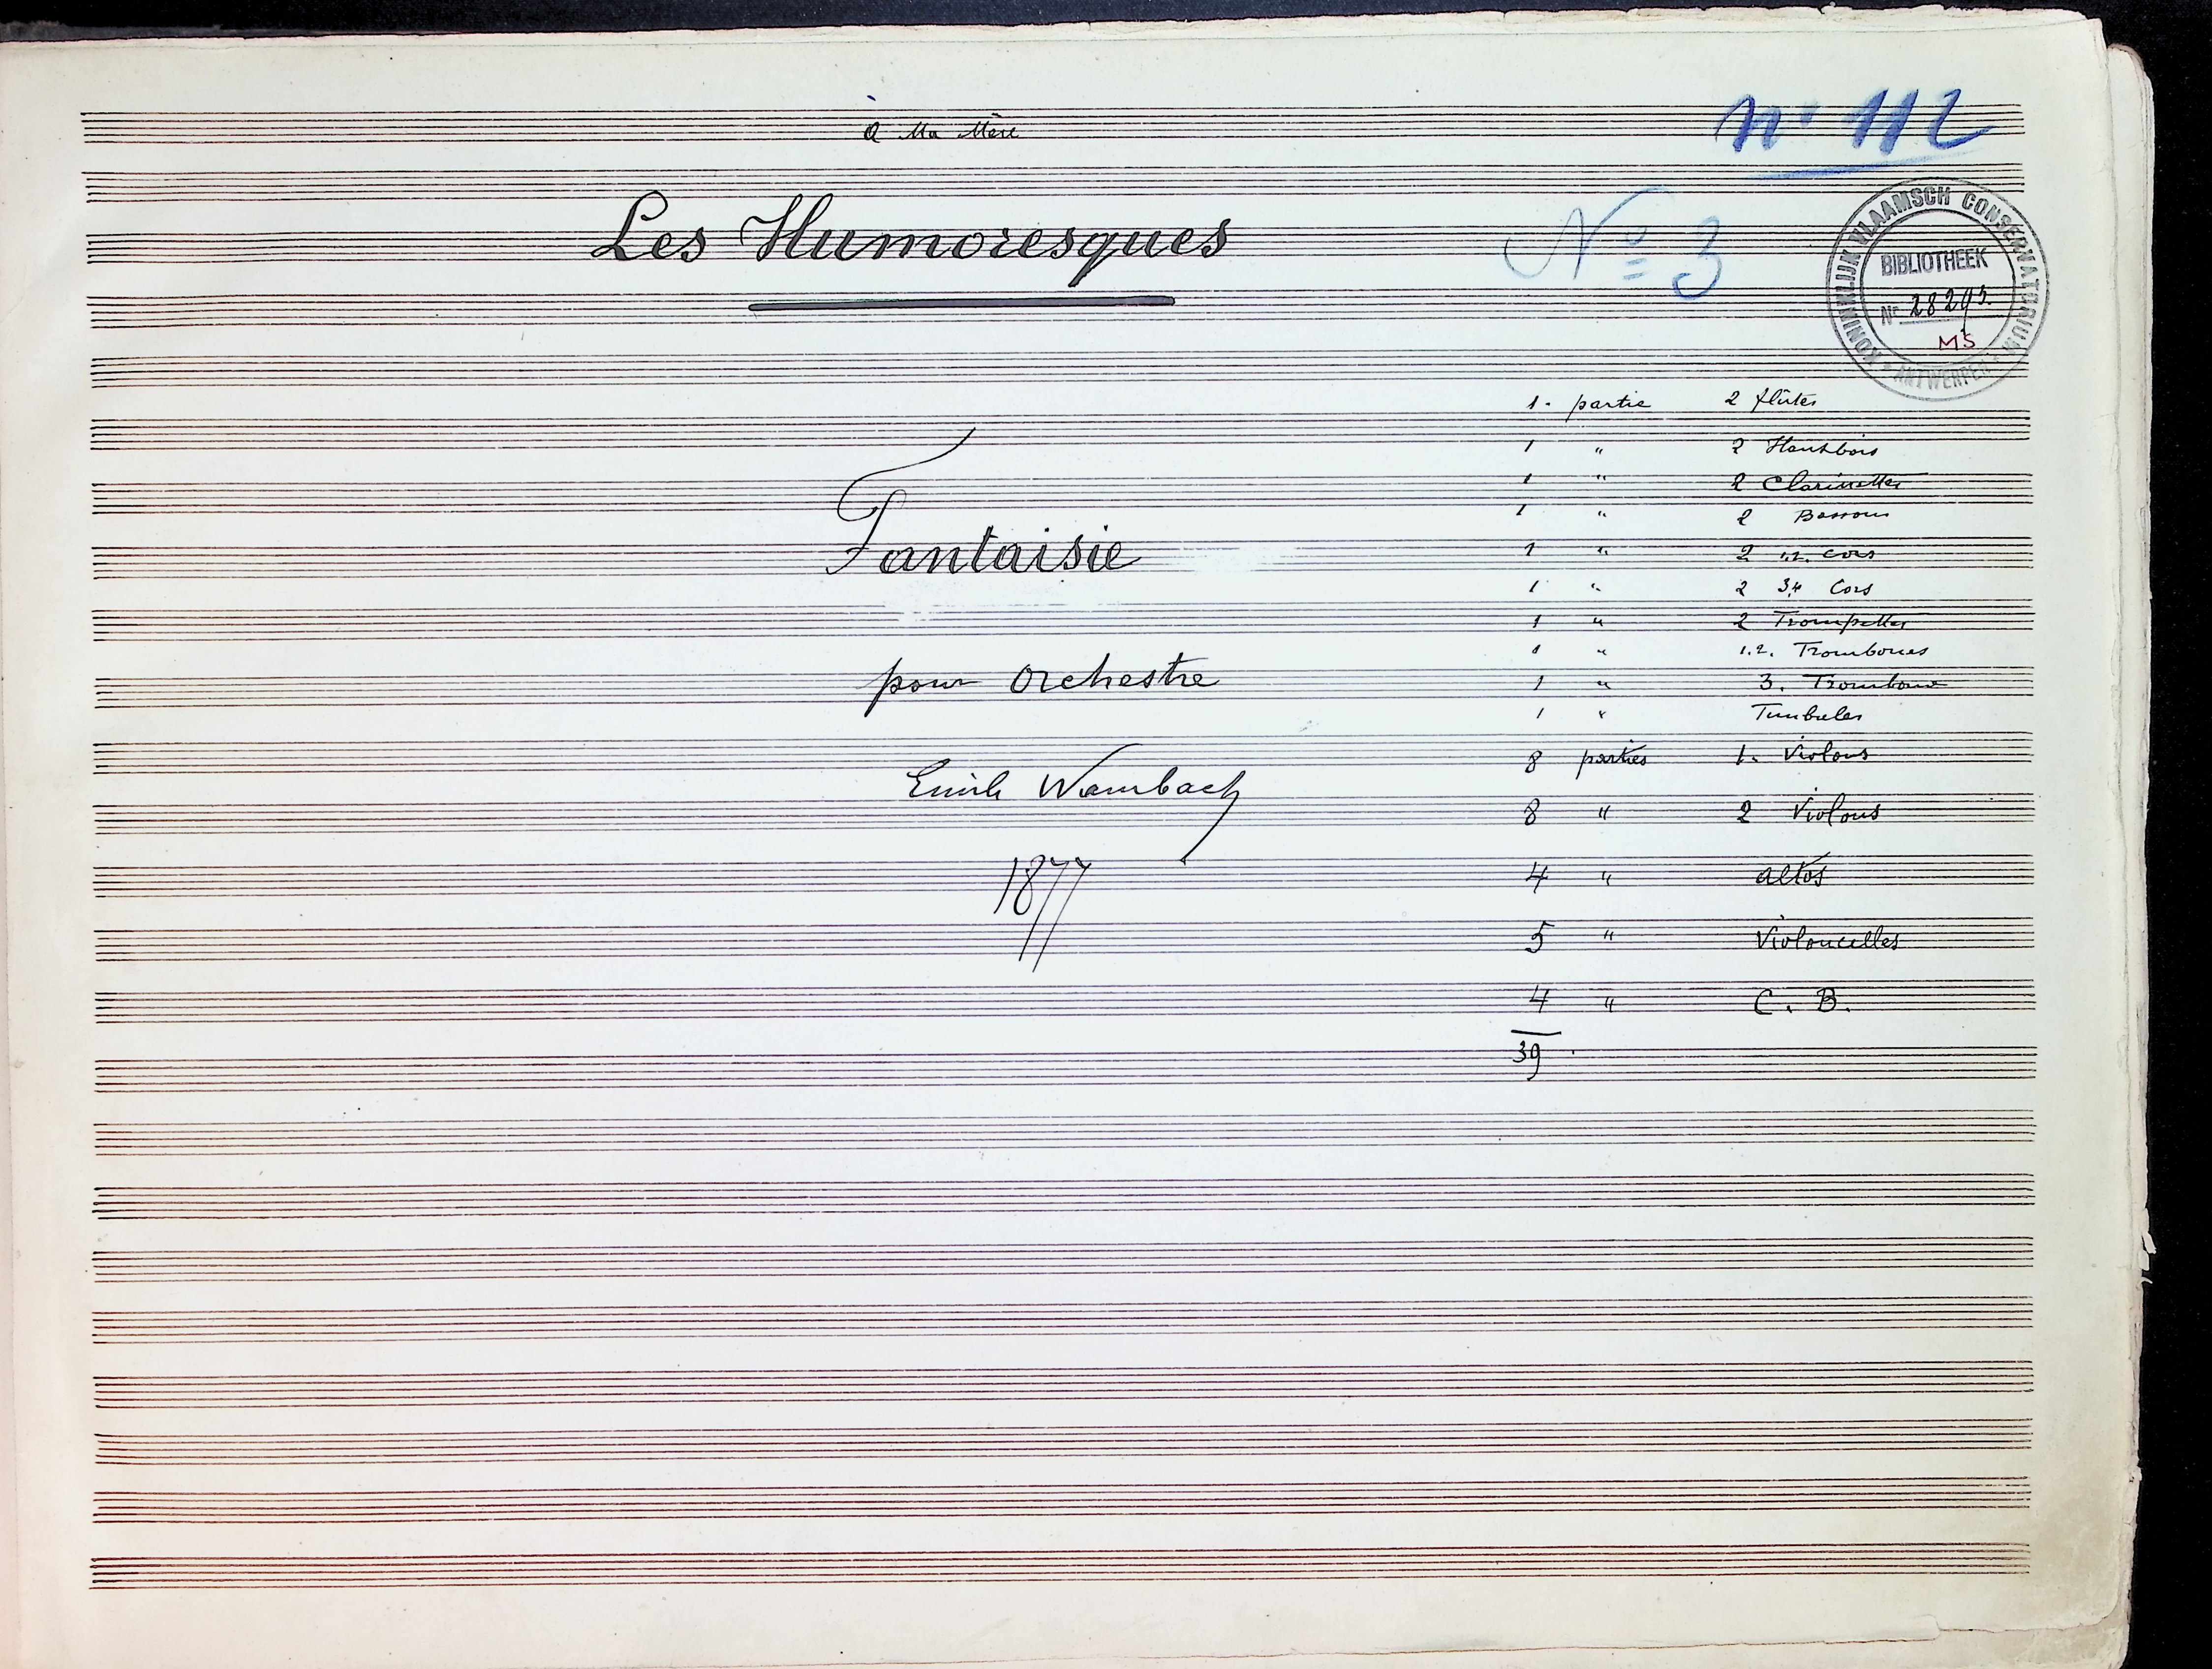 à Ma Mère
nº 112
Les Humoresques
Nº 3
KONINKLIJK VLAAMSCH CONSERVATORIUM
ANTWERPEN
BIBLIOTHEEK
Nr 28295
MS
1. partie 2 flûtes
1 " 2 Hautbois
1 " 2 Clarinettes
1 " 2 Bassons
1 " 2 1.2. Cors
1 " 2 3,4 Cors
1 " 2 Trompettes
1 " 1.2. Trombones
1 " 3. Trombone
1 " Timbales
8 parties 1. Violons
8 " 2 Violons
4 " altos
5 " Violoncelles
4 " C. B.
39
Fantaisie
pour Orchestre
Emile Wambach
1877